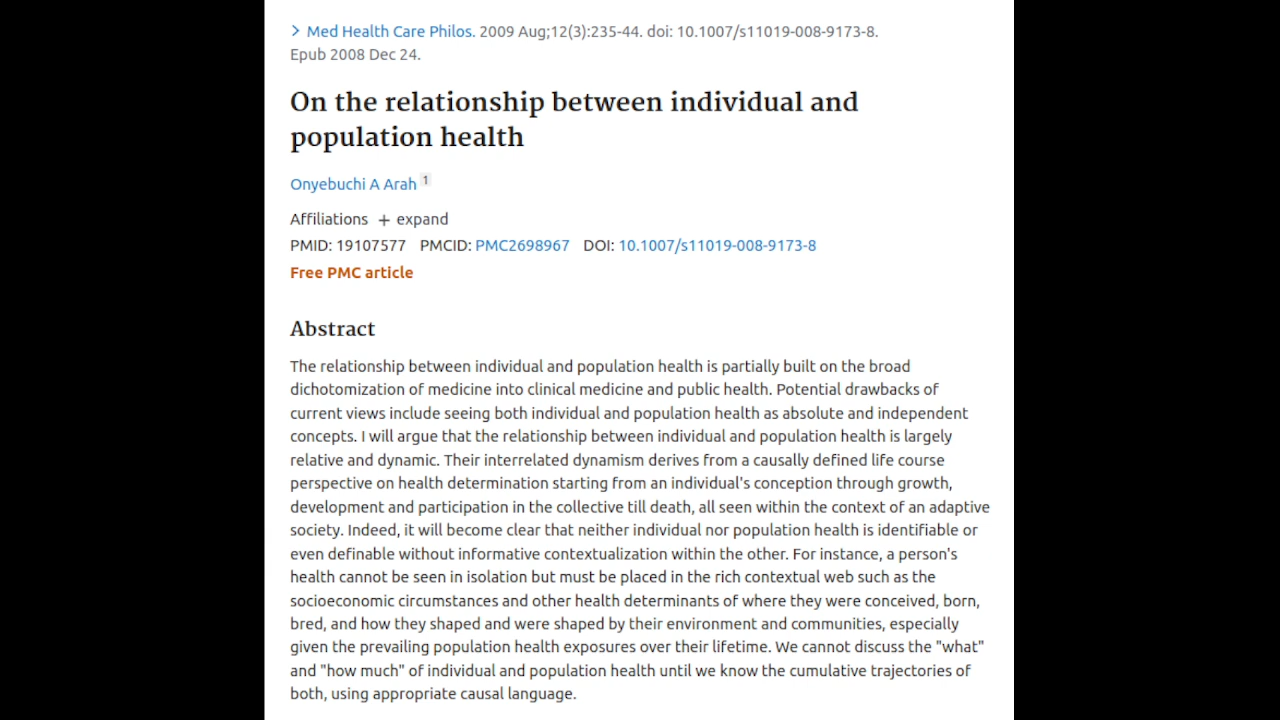 > Med Health Care Philos. 2009 Aug;12(3):235-44. doi: 10.1007/s11019-008-9173-8.
Epub 2008 Dec 24.
On the relationship between individual and
population health
Onyebuchi A Arah 1
Affiliations + expand
PMID: 19107577 PMCID: PMC2698967 DOI: 10.1007/s11019-008-9173-8
Free PMC article
Abstract
The relationship between individual and population health is partially built on the broad
dichotomization of medicine into clinical medicine and public health. Potential drawbacks of
current views include seeing both individual and population health as absolute and independent
concepts. I will argue that the relationship between individual and population health is largely
relative and dynamic. Their interrelated dynamism derives from a causally defined life course
perspective on health determination starting from an individual's conception through growth,
development and participation in the collective till death, all seen within the context of an adaptive
society. Indeed, it will become clear that neither individual nor population health is identifiable or
even definable without informative contextualization within the other. For instance, a person's
health cannot be seen in isolation but must be placed in the rich contextual web such as the
socioeconomic circumstances and other health determinants of where they were conceived, born,
bred, and how they shaped and were shaped by their environment and communities, especially
given the prevailing population health exposures over their lifetime. We cannot discuss the "what"
and "how much" of individual and population health until we know the cumulative trajectories of
both, using appropriate causal language.